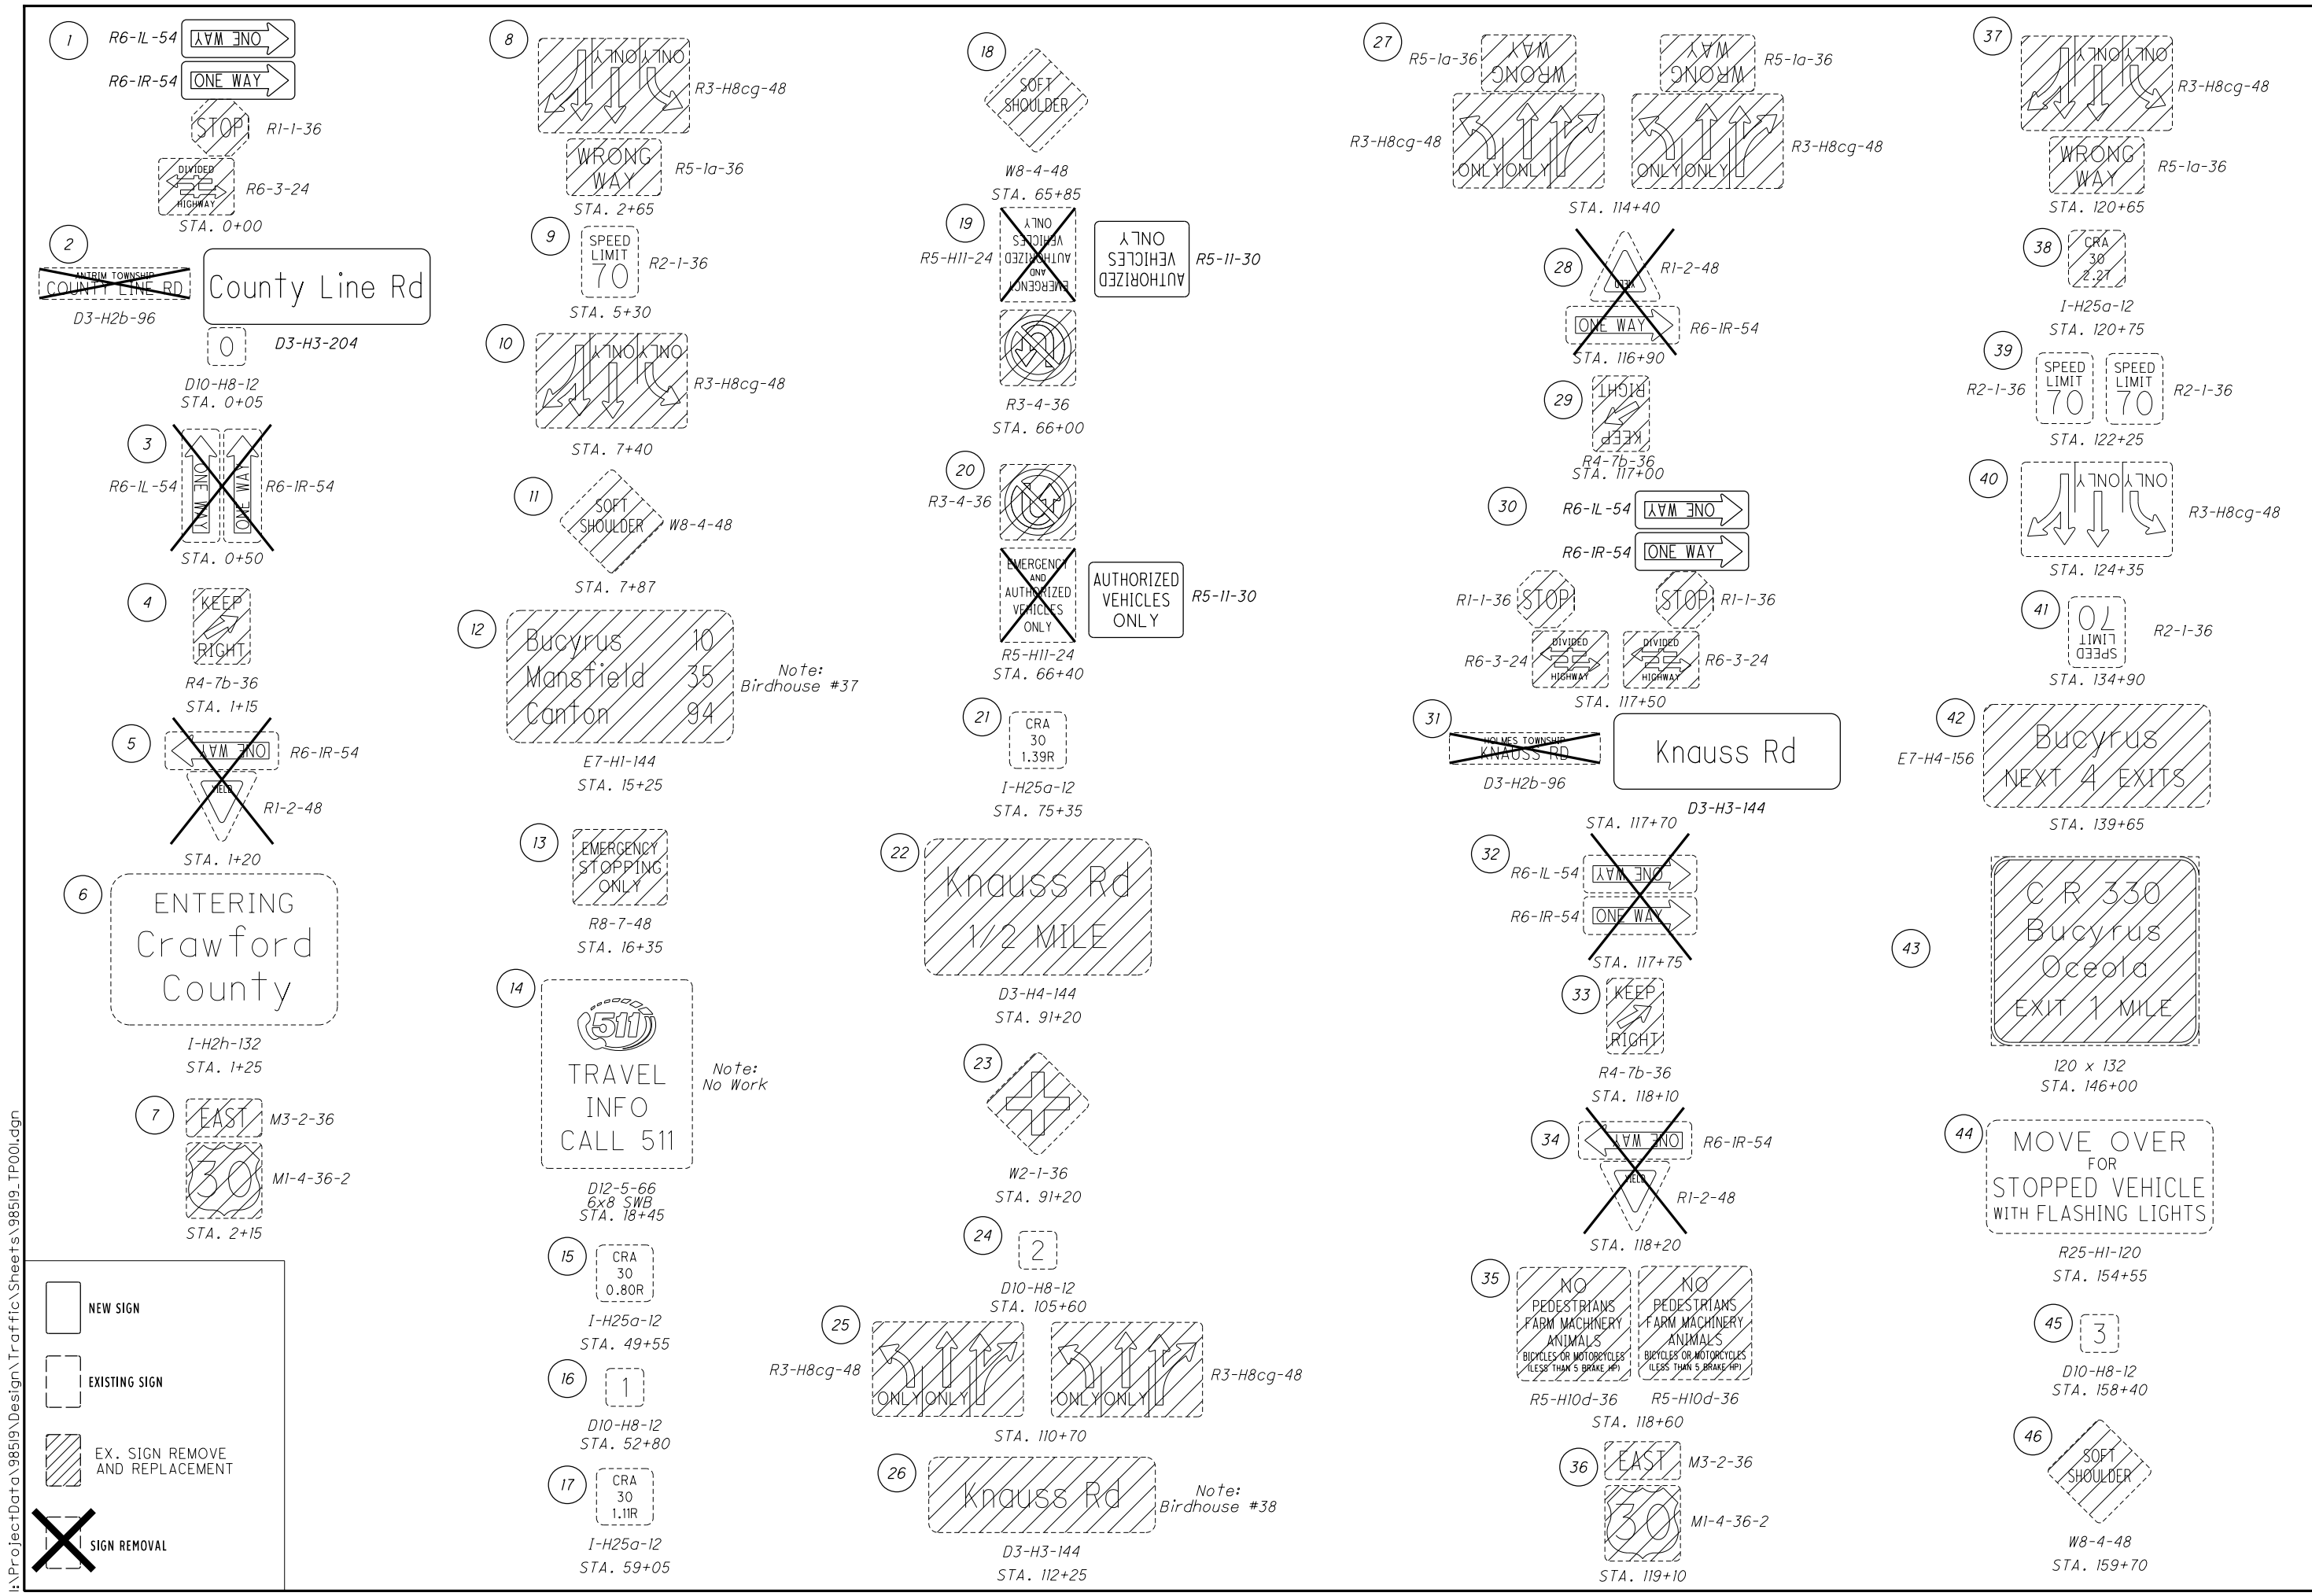 1
R6-1L-54
ONE WAY
R6-1R-54
ONE WAY
STOP
R1-1-36
DIVIDED
HIGHWAY
R6-3-24
STA. 0+00
2
ANTRIM TOWNSHIP
COUNTY LINE RD
County Line Rd
D3-H2b-96
0
D3-H3-204
D10-H8-12
STA. 0+05
3
R6-1L-54
ONE WAY
ONE WAY
R6-1R-54
STA. 0+50
4
KEEP
RIGHT
R4-7b-36
STA. 1+15
5
ONE WAY
R6-1R-54
YIELD
R1-2-48
STA. 1+20
6
ENTERING
Crawford
County
I-H2h-132
STA. 1+25
7
EAST
M3-2-36
30
M1-4-36-2
STA. 2+15
NEW SIGN
EXISTING SIGN
EX. SIGN REMOVE
AND REPLACEMENT
SIGN REMOVAL
I:\ProjectData\98519\Design\Traffic\Sheets\98519_TP001.dgn
8
ONLY ONLY
R3-H8cg-48
WRONG
WAY
R5-1a-36
STA. 2+65
9
SPEED
LIMIT
70
R2-1-36
STA. 5+30
10
ONLY ONLY
R3-H8cg-48
STA. 7+40
11
SOFT
SHOULDER
W8-4-48
STA. 7+87
12
Bucyrus 10
Mansfield 35
Canton 94
Note:
Birdhouse #37
E7-H1-144
STA. 15+25
13
EMERGENCY
STOPPING
ONLY
R8-7-48
STA. 16+35
14
511
TRAVEL
INFO
CALL 511
Note:
No Work
D12-5-66
6x8 SWB
STA. 18+45
15
CRA
30
0.80R
I-H25a-12
STA. 49+55
16
1
D10-H8-12
STA. 52+80
17
CRA
30
1.11R
I-H25a-12
STA. 59+05
18
SOFT
SHOULDER
W8-4-48
STA. 65+85
19
R5-H11-24
EMERGENCY
AND
AUTHORIZED
VEHICLES
ONLY
AUTHORIZED
VEHICLES
ONLY
R5-11-30
R3-4-36
STA. 66+00
20
R3-4-36
EMERGENCY
AND
AUTHORIZED
VEHICLES
ONLY
AUTHORIZED
VEHICLES
ONLY
R5-11-30
R5-H11-24
STA. 66+40
21
CRA
30
1.39R
I-H25a-12
STA. 75+35
22
Knauss Rd
1/2 MILE
D3-H4-144
STA. 91+20
23
W2-1-36
STA. 91+20
24
2
D10-H8-12
STA. 105+60
25
R3-H8cg-48
ONLY ONLY
ONLY ONLY
R3-H8cg-48
STA. 110+70
26
Knauss Rd
Note:
Birdhouse #38
D3-H3-144
STA. 112+25
27
R5-1a-36
WRONG
WAY
WRONG
WAY
R5-1a-36
R3-H8cg-48
ONLY ONLY
ONLY ONLY
R3-H8cg-48
STA. 114+40
28
YIELD
R1-2-48
ONE WAY
R6-1R-54
STA. 116+90
29
KEEP
RIGHT
R4-7b-36
STA. 117+00
30
R6-1L-54
ONE WAY
R6-1R-54
ONE WAY
R1-1-36
STOP
STOP
R1-1-36
R6-3-24
DIVIDED
HIGHWAY
DIVIDED
HIGHWAY
R6-3-24
STA. 117+50
31
HOLMES TOWNSHIP
KNAUSS RD
Knauss Rd
D3-H2b-96
D3-H3-144
STA. 117+70
32
R6-1L-54
ONE WAY
R6-1R-54
ONE WAY
STA. 117+75
33
KEEP
RIGHT
R4-7b-36
STA. 118+10
34
ONE WAY
R6-1R-54
YIELD
R1-2-48
STA. 118+20
35
NO
PEDESTRIANS
FARM MACHINERY
ANIMALS
BICYCLES OR MOTORCYCLES
(LESS THAN 5 BRAKE HP)
NO
PEDESTRIANS
FARM MACHINERY
ANIMALS
BICYCLES OR MOTORCYCLES
(LESS THAN 5 BRAKE HP)
R5-H10d-36
R5-H10d-36
STA. 118+60
36
EAST
M3-2-36
30
M1-4-36-2
STA. 119+10
37
ONLY ONLY
R3-H8cg-48
WRONG
WAY
R5-1a-36
STA. 120+65
38
CRA
30
2.27
I-H25a-12
STA. 120+75
39
R2-1-36
SPEED
LIMIT
70
SPEED
LIMIT
70
R2-1-36
STA. 122+25
40
ONLY ONLY
R3-H8cg-48
STA. 124+35
41
SPEED
LIMIT
70
R2-1-36
STA. 134+90
42
E7-H4-156
Bucyrus
NEXT 4 EXITS
STA. 139+65
43
C R 330
Bucyrus
Oceola
EXIT 1 MILE
120 x 132
STA. 146+00
44
MOVE OVER
FOR
STOPPED VEHICLE
WITH FLASHING LIGHTS
R25-H1-120
STA. 154+55
45
3
D10-H8-12
STA. 158+40
46
SOFT
SHOULDER
W8-4-48
STA. 159+70